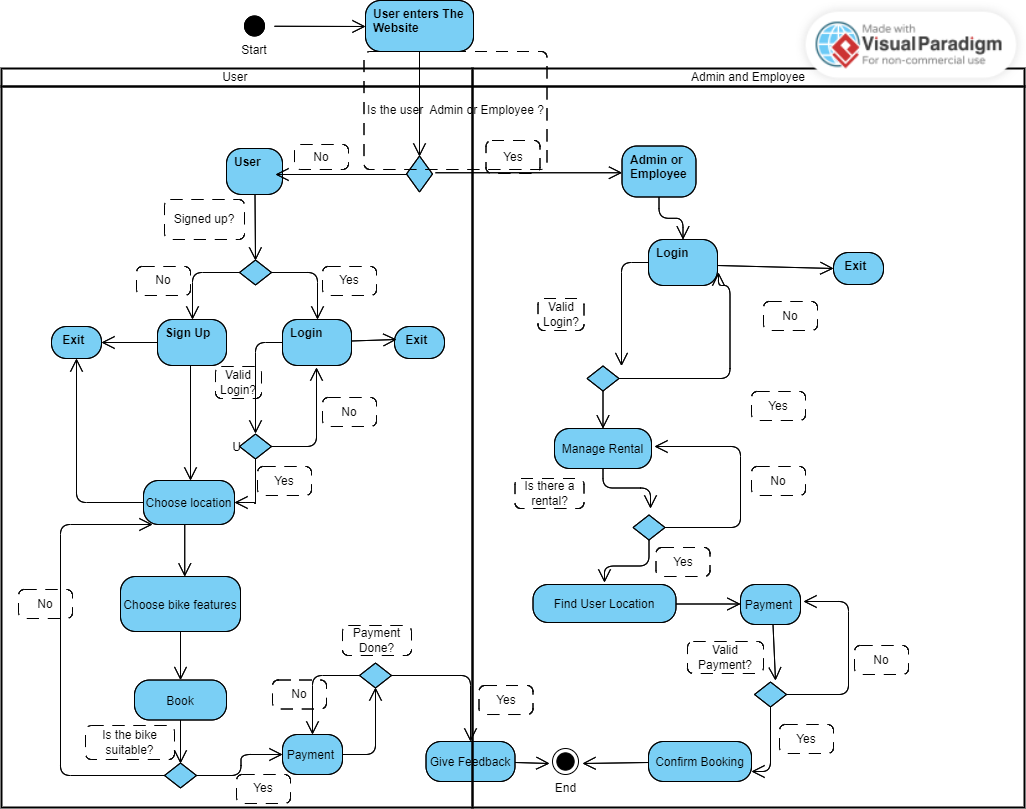 User enters The
Website
Made with
VisualParadigm
For non-commercial use
Start
User
Admin and Employee
Is the user  Admin or Employee ?
No
Yes
User
Admin or
Employee
Signed up?
Login
Exit
No
Yes
Valid
Login?
No
Exit
Sign Up
Login
Exit
Valid
Login?
No
Yes
U
Manage Rental
Yes
No
Is there a
rental?
Choose location
Yes
No
Choose bike features
Find User Location
Payment
Payment
Done?
Valid
Payment?
No
Book
No
Yes
Is the bike
suitable?
Yes
Payment
Give Feedback
Confirm Booking
Yes
End